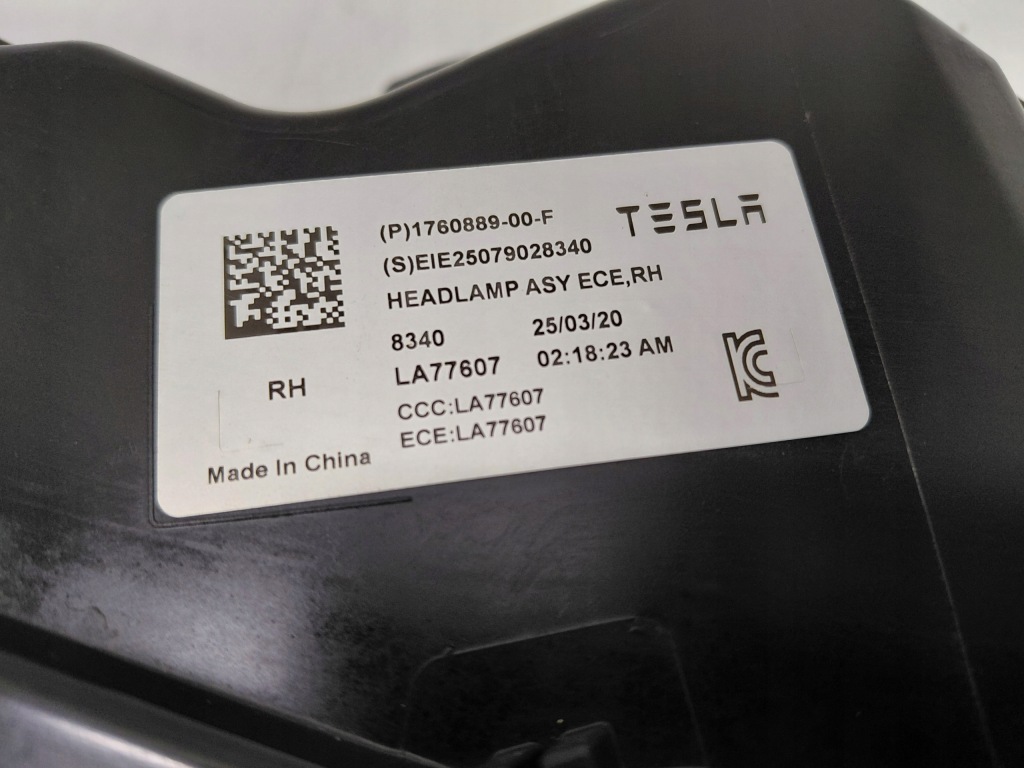 TESLA
(P)1760889-00-F
(S)EIE25079028340
HEADLAMP ASY ECE,RH
8340 25/03/20
LA77607 02:18:23 AM
RH
CCC:LA77607
ECE:LA77607
Made In China
KC